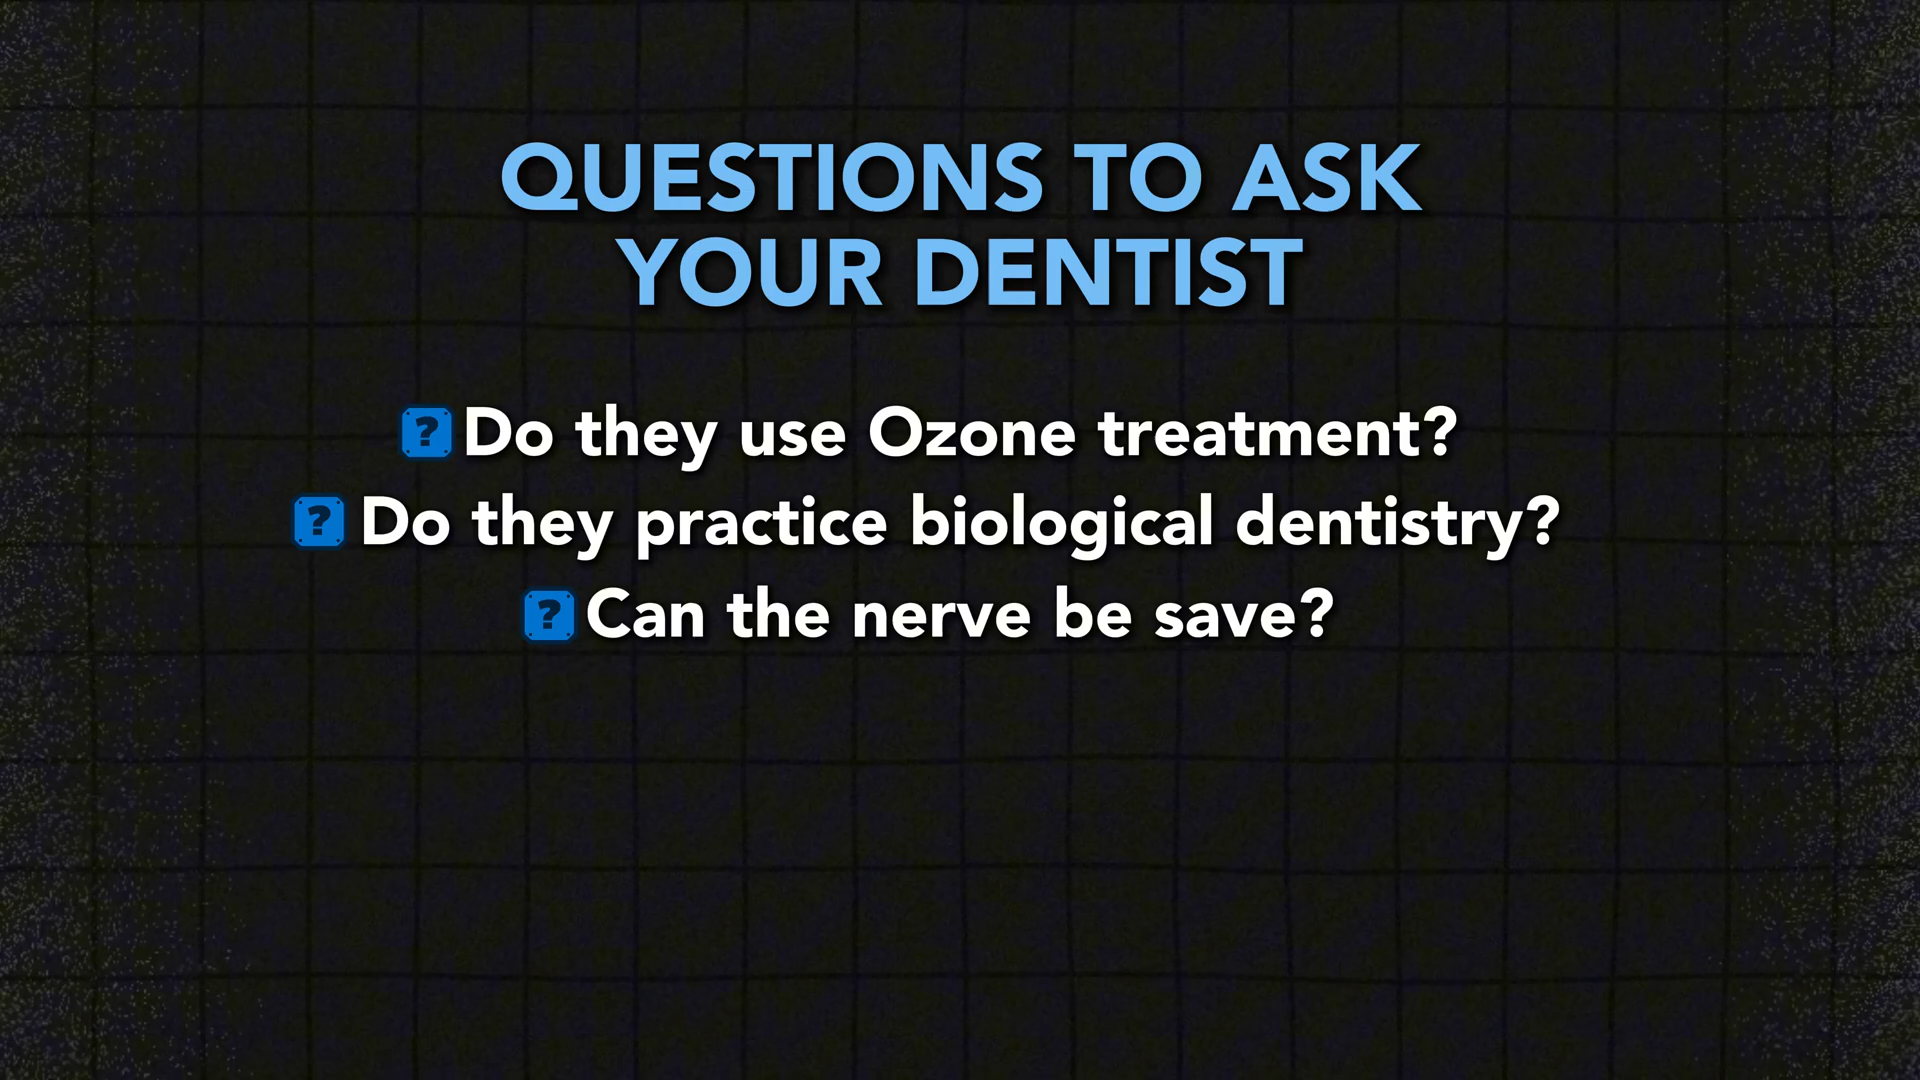 QUESTIONS TO ASK
YOUR DENTIST
? Do they use Ozone treatment?
? Do they practice biological dentistry?
? Can the nerve be save?